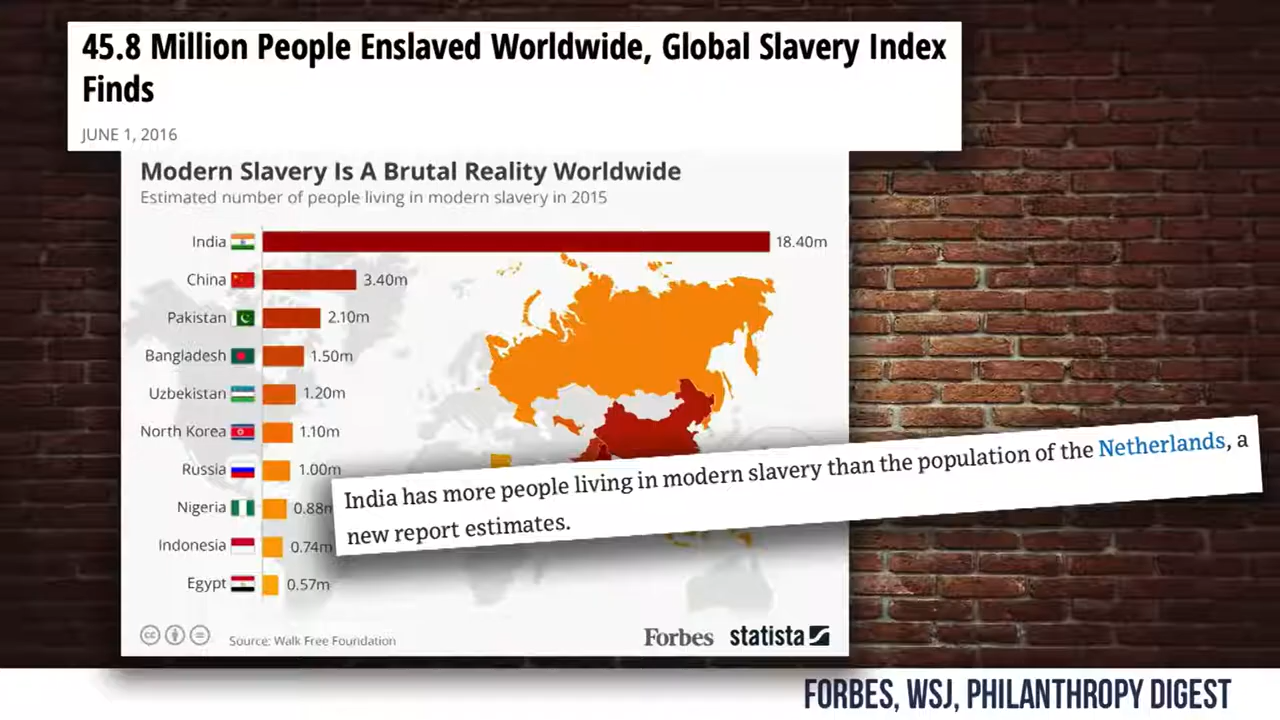 45.8 Million People Enslaved Worldwide, Global Slavery Index
Finds
JUNE 1, 2016
Modern Slavery Is A Brutal Reality Worldwide
Estimated number of people living in modern slavery in 2015
India 18.40m
China 3.40m
Pakistan 2.10m
Bangladesh 1.50m
Uzbekistan 1.20m
North Korea 1.10m
Russia 1.00m
Nigeria 0.88m
Indonesia 0.74m
Egypt 0.57m
India has more people living in modern slavery than the population of the Netherlands, a
new report estimates.
Source: Walk Free Foundation
Forbes statista
FORBES, WSJ, PHILANTHROPY DIGEST